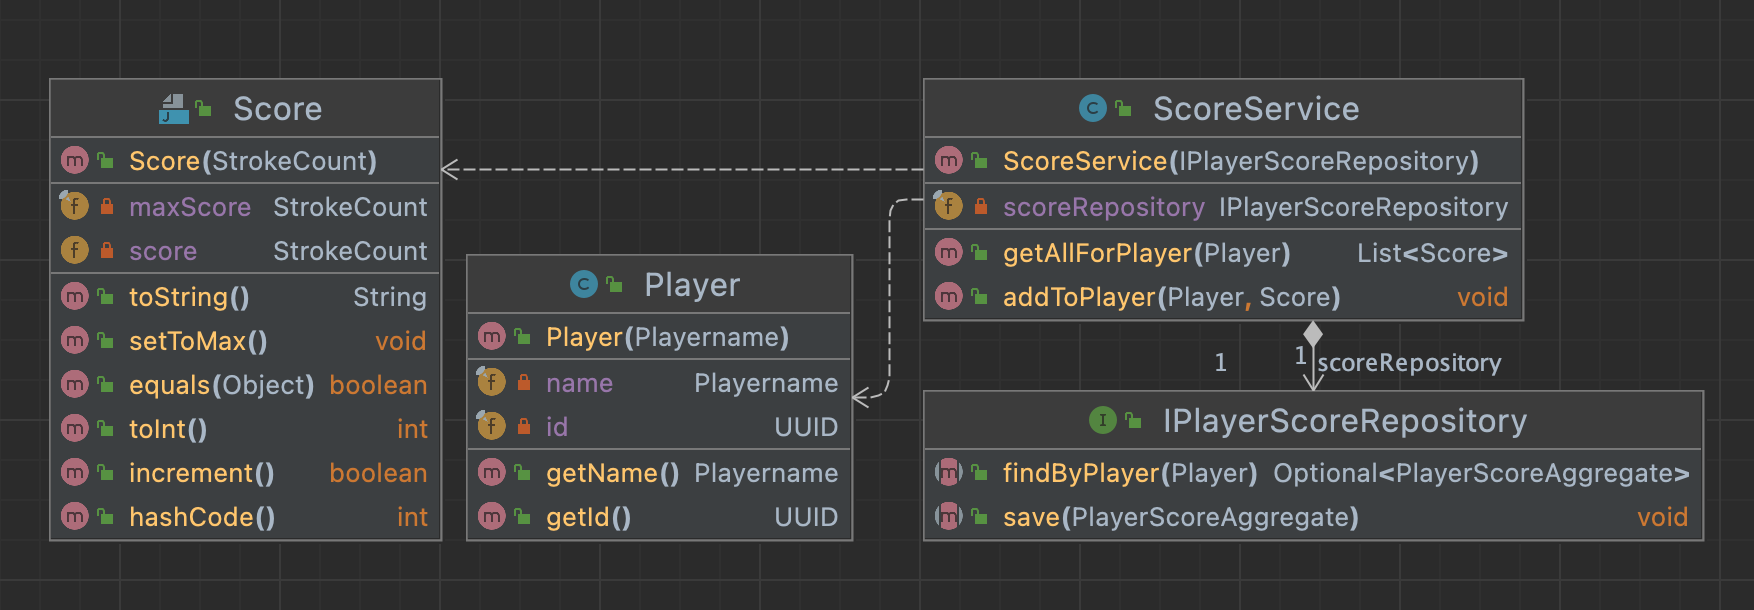 Score
Score(StrokeCount)
maxScore StrokeCount
score StrokeCount
toString() String
setToMax() void
equals(Object) boolean
toInt() int
increment() boolean
hashCode() int
Player
Player(Playername)
name Playername
id UUID
getName() Playername
getId() UUID
ScoreService
ScoreService(IPlayerScoreRepository)
scoreRepository IPlayerScoreRepository
getAllForPlayer(Player) List<Score>
addToPlayer(Player, Score) void
1 1 scoreRepository
IPlayerScoreRepository
findByPlayer(Player) Optional<PlayerScoreAggregate>
save(PlayerScoreAggregate) void